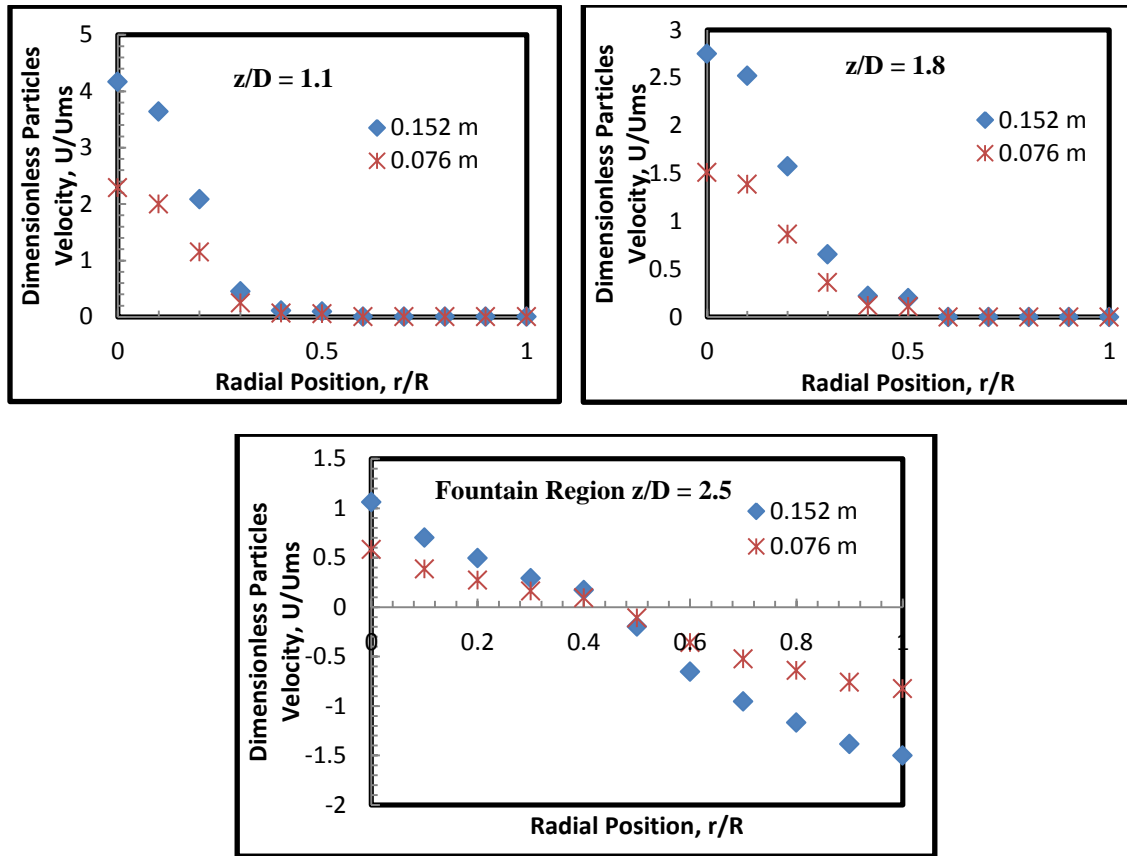 Dimensionless Particles
Velocity, U/Ums
5
4
3
2
1
0
z/D = 1.1
0.152 m
0.076 m
0
0.5
1
Radial Position, r/R
Dimensionless Particles
Velocity, U/Ums
3
2.5
2
1.5
1
0.5
0
z/D = 1.8
0.152 m
0.076 m
0
0.5
1
Radial Position, r/R
Dimensionless Particles
Velocity, U/Ums
1.5
1
0.5
0
-0.5
-1
-1.5
-2
Fountain Region z/D = 2.5
0.152 m
0.076 m
0
0.2
0.4
0.6
0.8
1
Radial Position, r/R